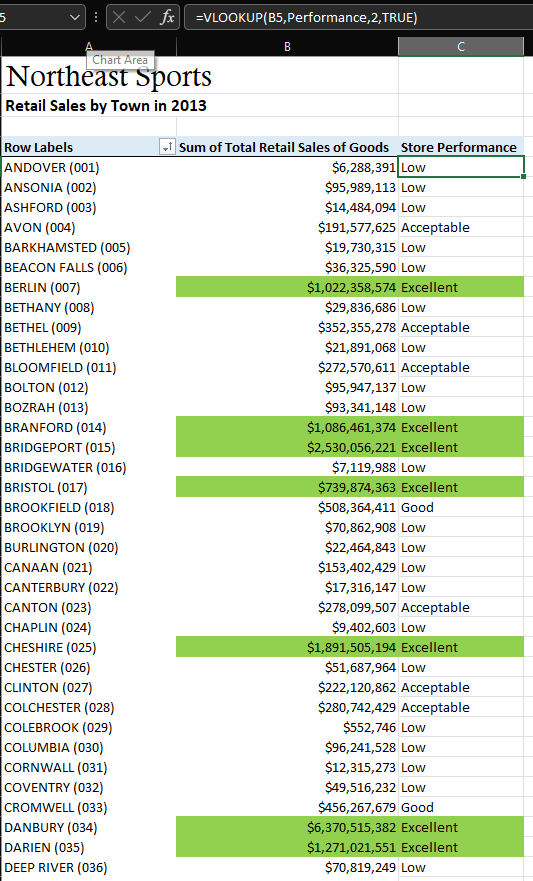 5 fx =VLOOKUP(B5,Performance,2,TRUE)
A B C
Chart Area
Northeast Sports
Retail Sales by Town in 2013
Row Labels Sum of Total Retail Sales of Goods Store Performance
ANDOVER (001) $6,288,391 Low
ANSONIA (002) $95,989,113 Low
ASHFORD (003) $14,484,094 Low
AVON (004) $191,577,625 Acceptable
BARKHAMSTED (005) $19,730,315 Low
BEACON FALLS (006) $36,325,590 Low
BERLIN (007) $1,022,358,574 Excellent
BETHANY (008) $29,836,686 Low
BETHEL (009) $352,355,278 Acceptable
BETHLEHEM (010) $21,891,068 Low
BLOOMFIELD (011) $272,570,611 Acceptable
BOLTON (012) $95,947,137 Low
BOZRAH (013) $93,341,148 Low
BRANFORD (014) $1,086,461,374 Excellent
BRIDGEPORT (015) $2,530,056,221 Excellent
BRIDGEWATER (016) $7,119,988 Low
BRISTOL (017) $739,874,363 Excellent
BROOKFIELD (018) $508,364,411 Good
BROOKLYN (019) $70,862,908 Low
BURLINGTON (020) $22,464,843 Low
CANAAN (021) $153,402,429 Low
CANTERBURY (022) $17,316,147 Low
CANTON (023) $278,099,507 Acceptable
CHAPLIN (024) $9,402,603 Low
CHESHIRE (025) $1,891,505,194 Excellent
CHESTER (026) $51,687,964 Low
CLINTON (027) $222,120,862 Acceptable
COLCHESTER (028) $280,742,429 Acceptable
COLEBROOK (029) $552,746 Low
COLUMBIA (030) $96,241,528 Low
CORNWALL (031) $12,315,273 Low
COVENTRY (032) $49,516,232 Low
CROMWELL (033) $456,267,679 Good
DANBURY (034) $6,370,515,382 Excellent
DARIEN (035) $1,271,021,551 Excellent
DEEP RIVER (036) $70,819,249 Low